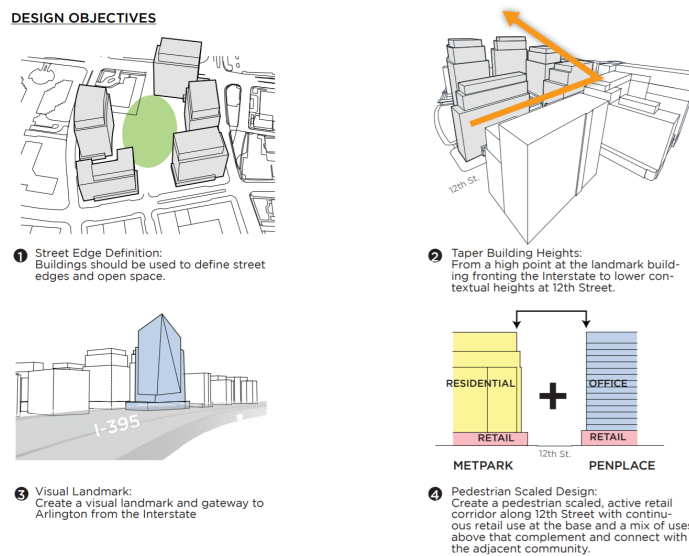 DESIGN OBJECTIVES
1 Street Edge Definition:
Buildings should be used to define street
edges and open space.
12th St.
2 Taper Building Heights:
From a high point at the landmark build-
ing fronting the Interstate to lower con-
textual heights at 12th Street.
I-395
3 Visual Landmark:
Create a visual landmark and gateway to
Arlington from the Interstate
RESIDENTIAL
OFFICE
RETAIL
RETAIL
12th St.
METPARK
PENPLACE
4 Pedestrian Scaled Design:
Create a pedestrian scaled, active retail
corridor along 12th Street with continu-
ous retail use at the base and a mix of uses
above that complement and connect with
the adjacent community.